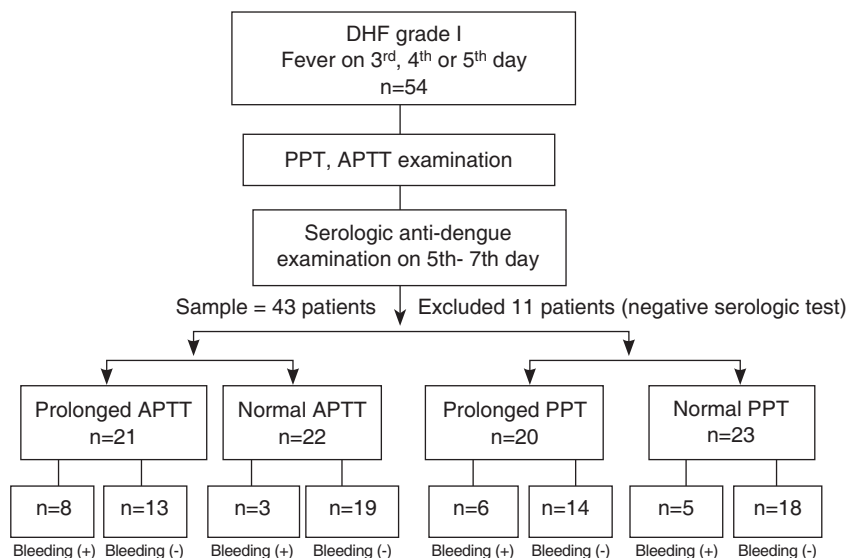 DHF grade I
Fever on 3rd, 4th or 5th day
n=54
PPT, APTT examination
Serologic anti-dengue
examination on 5th- 7th day
Sample = 43 patients Excluded 11 patients (negative serologic test)
Prolonged APTT
n=21
Normal APTT
n=22
Prolonged PPT
n=20
Normal PPT
n=23
n=8 n=13 n=3 n=19 n=6 n=14 n=5 n=18
Bleeding (+) Bleeding (-) Bleeding (+) Bleeding (-) Bleeding (+) Bleeding (-) Bleeding (+) Bleeding (-)